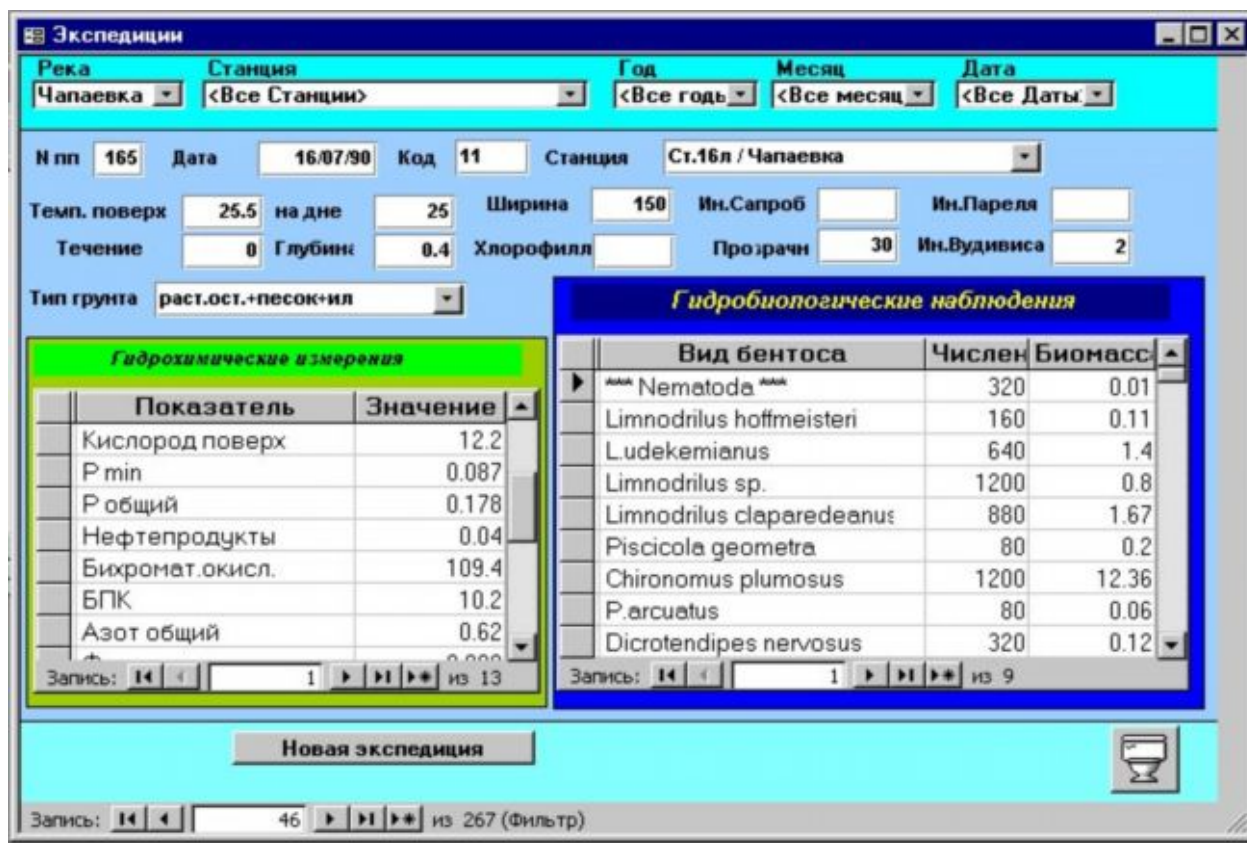 Экспедиции
Река Станция Год Месяц Дата
Чапаевка <Все Станции> <Все годы <Все месяц <Все Даты:
N пп 165 Дата 16/07/90 Код 11 Станция Ст.16л / Чапаевка
Темп. поверх 25.5 на дне 25 Ширина 150 Ин.Сапроб Ин.Пареля
Течение 0 Глубина 0.4 Хлорофилл Прозрачн 30 Ин.Вудивиса 2
Тип грунта раст.ост.+песок+ил
Гидрохимические измерения
Показатель Значение
Кислород поверх 12.2
P min 0.087
P общий 0.178
Нефтепродукты 0.04
Бихромат.окисл. 109.4
БПК 10.2
Азот общий 0.62
Запись: 1 из 13
Гидробиологические наблюдения
Вид бентоса Числен Биомасс
*** Nematoda *** 320 0.01
Limnodrilus hoffmeisteri 160 0.11
L.udekemianus 640 1.4
Limnodrilus sp. 1200 0.8
Limnodrilus claparedeanus 880 1.67
Piscicola geometra 80 0.2
Chironomus plumosus 1200 12.36
P.arcuatus 80 0.06
Dicrotendipes nervosus 320 0.12
Запись: 1 из 9
Новая экспедиция
Запись: 46 из 267 (Фильтр)